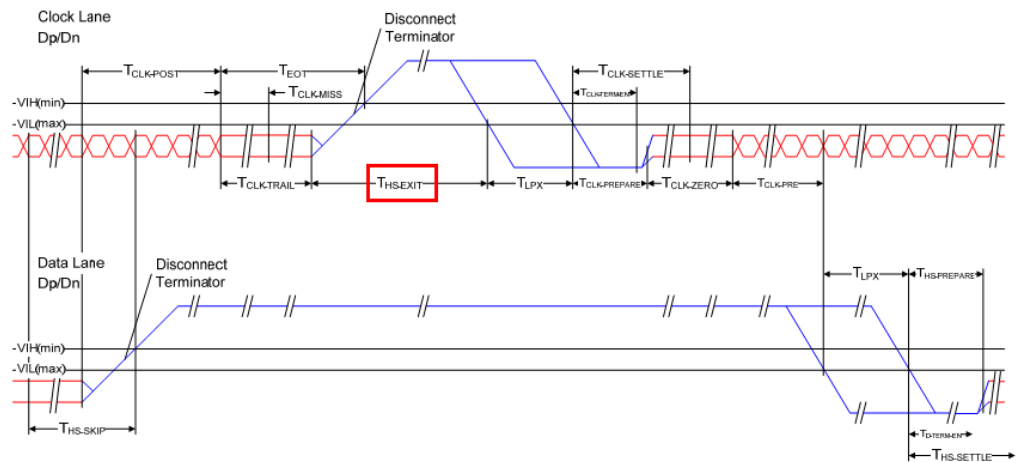 Clock Lane
Dp/Dn
Disconnect
Terminator
TCLK-POST
TEOT
TCLK-SETTLE
TCLK-MISS
TCLK-TERM-EN
VIH(min)
VIL(max)
TCLK-TRAIL
THS-EXIT
TLPX
TCLK-PREPARE
TCLK-ZERO
TCLK-PRE
Data Lane
Dp/Dn
Disconnect
Terminator
TLPX
THS-PREPARE
VIH(min)
VIL(max)
THS-SKIP
TD-TERM-EN
THS-SETTLE